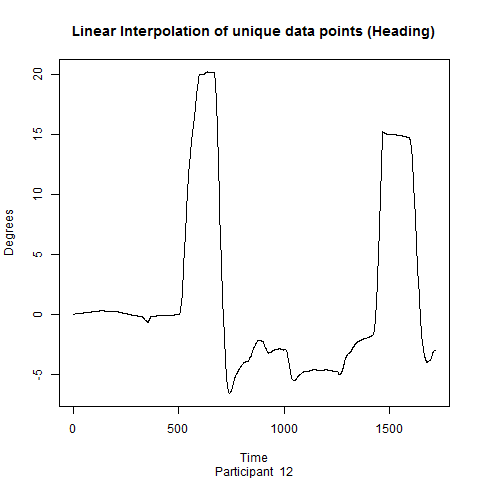 Linear Interpolation of unique data points (Heading)
Degrees
20
15
10
5
0
-5
0 500 1000 1500
Time
Participant 12